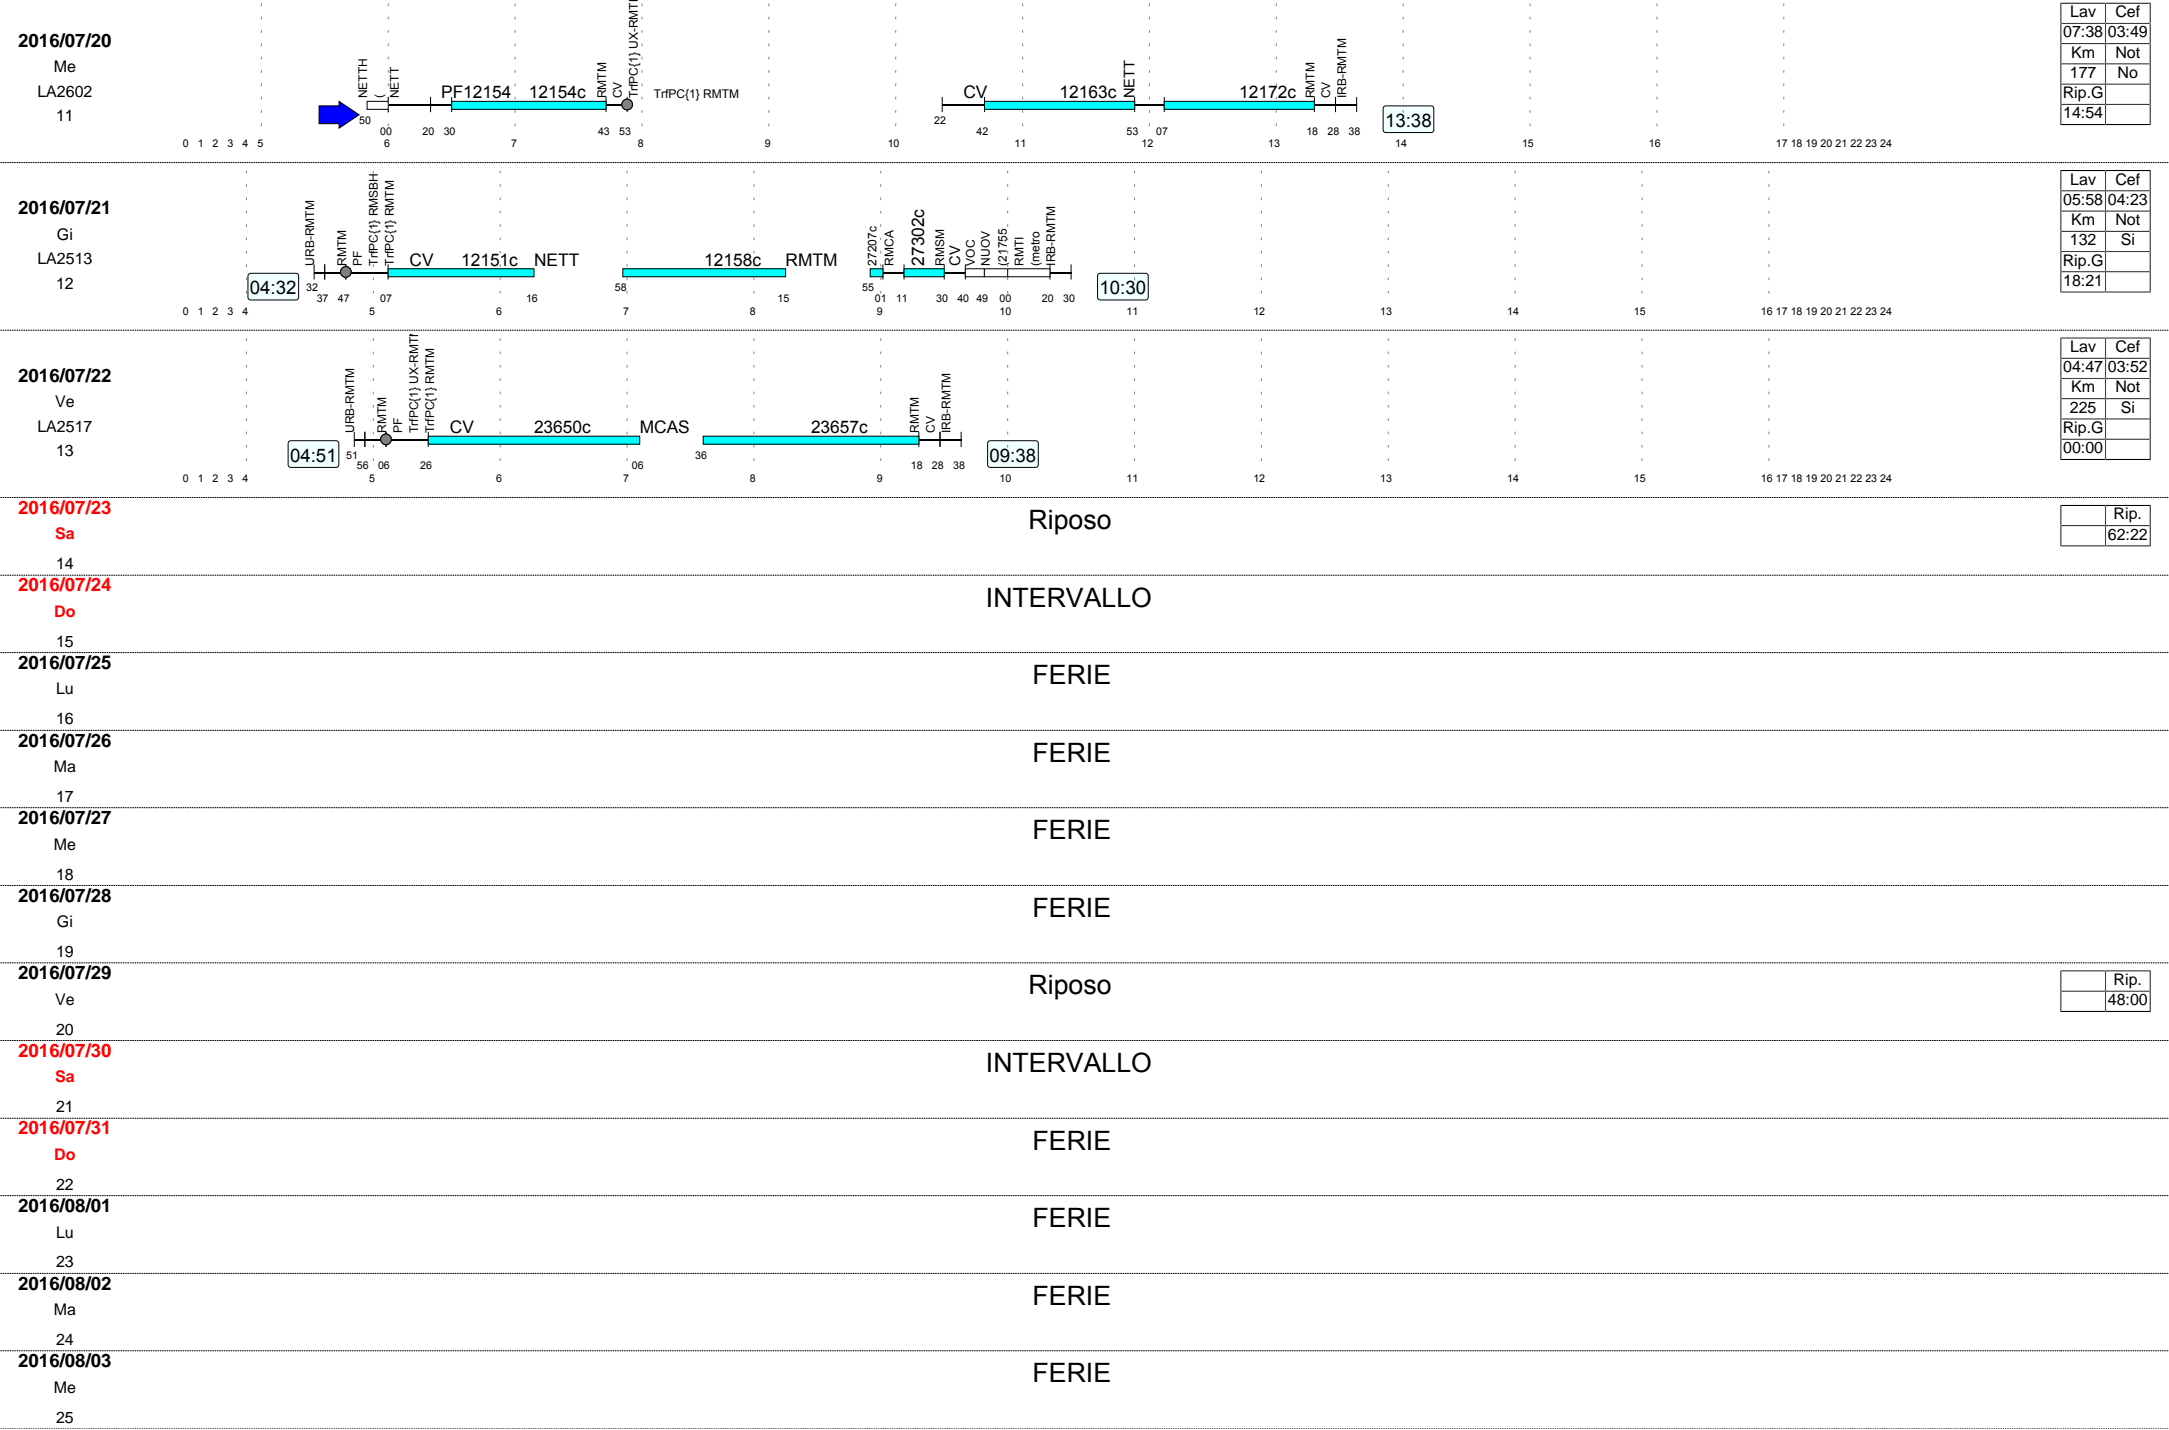 2016/07/20
Me
LA2602
11
NETTH
(
NETT
PF12154 12154c
RMTM
CV
TrfPC{1} UX-RMT
TrfPC{1} RMTM
CV 12163c
NETT
12172c
RMTM
CV
IRB-RMTM
50 00 20 30 43 53 22 42 53 07 18 28 38
13:38
0 1 2 3 4 5 6 7 8 9 10 11 12 13 14 15 16 17 18 19 20 21 22 23 24
Lav Cef
07:38 03:49
Km Not
177 No
Rip.G
14:54
2016/07/21
Gi
LA2513
12
04:32
URB-RMTM
RMTM
PF
TrfPC{1} RMSBH
TrfPC{1} RMTM
CV 12151c NETT
12158c RMTM
27207c
RMCA
27302c
RMSM
CV
VOC
NUOV
(21755
RMTI
(metro
IRB-RMTM
32 37 47 07 16 58 15 55 01 11 30 40 49 00 20 30
10:30
0 1 2 3 4 5 6 7 8 9 10 11 12 13 14 15 16 17 18 19 20 21 22 23 24
Lav Cef
05:58 04:23
Km Not
132 Si
Rip.G
18:21
2016/07/22
Ve
LA2517
13
04:51
URB-RMTM
RMTM
PF
TrfPC{1} UX-RMT
TrfPC{1} RMTM
CV 23650c MCAS
23657c
RMTM
CV
IRB-RMTM
51 56 06 26 06 36 18 28 38
09:38
0 1 2 3 4 5 6 7 8 9 10 11 12 13 14 15 16 17 18 19 20 21 22 23 24
Lav Cef
04:47 03:52
Km Not
225 Si
Rip.G
00:00
2016/07/23
Sa
14
Riposo
Rip.
62:22
2016/07/24
Do
15
INTERVALLO
2016/07/25
Lu
16
FERIE
2016/07/26
Ma
17
FERIE
2016/07/27
Me
18
FERIE
2016/07/28
Gi
19
FERIE
2016/07/29
Ve
20
Riposo
Rip.
48:00
2016/07/30
Sa
21
INTERVALLO
2016/07/31
Do
22
FERIE
2016/08/01
Lu
23
FERIE
2016/08/02
Ma
24
FERIE
2016/08/03
Me
25
FERIE